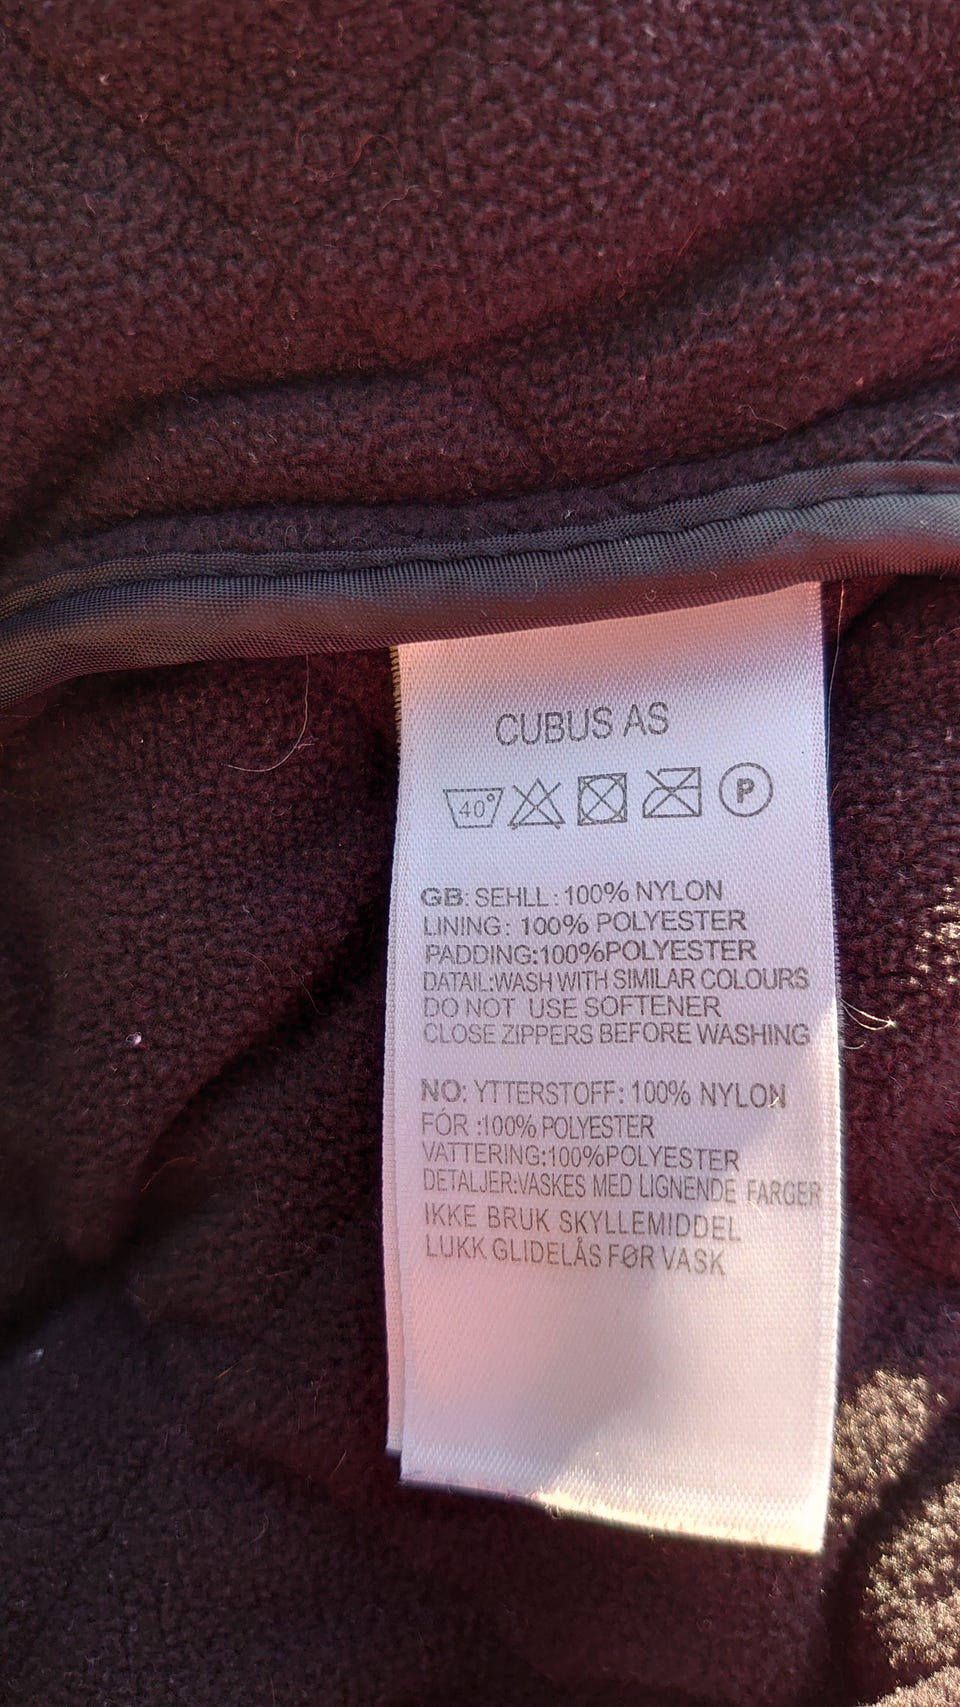 CUBUS AS
40° P
GB: SEHLL: 100% NYLON
LINING: 100% POLYESTER
PADDING:100%POLYESTER
DATAIL:WASH WITH SIMILAR COLOURS
DO NOT USE SOFTENER
CLOSE ZIPPERS BEFORE WASHING
NO: YTTERSTOFF: 100% NYLON
FÓR :100% POLYESTER
VATTERING:100%POLYESTER
DETALJER:VASKES MED LIGNENDE FARGER
IKKE BRUK SKYLLEMIDDEL
LUKK GLIDELÅS FØR VASK